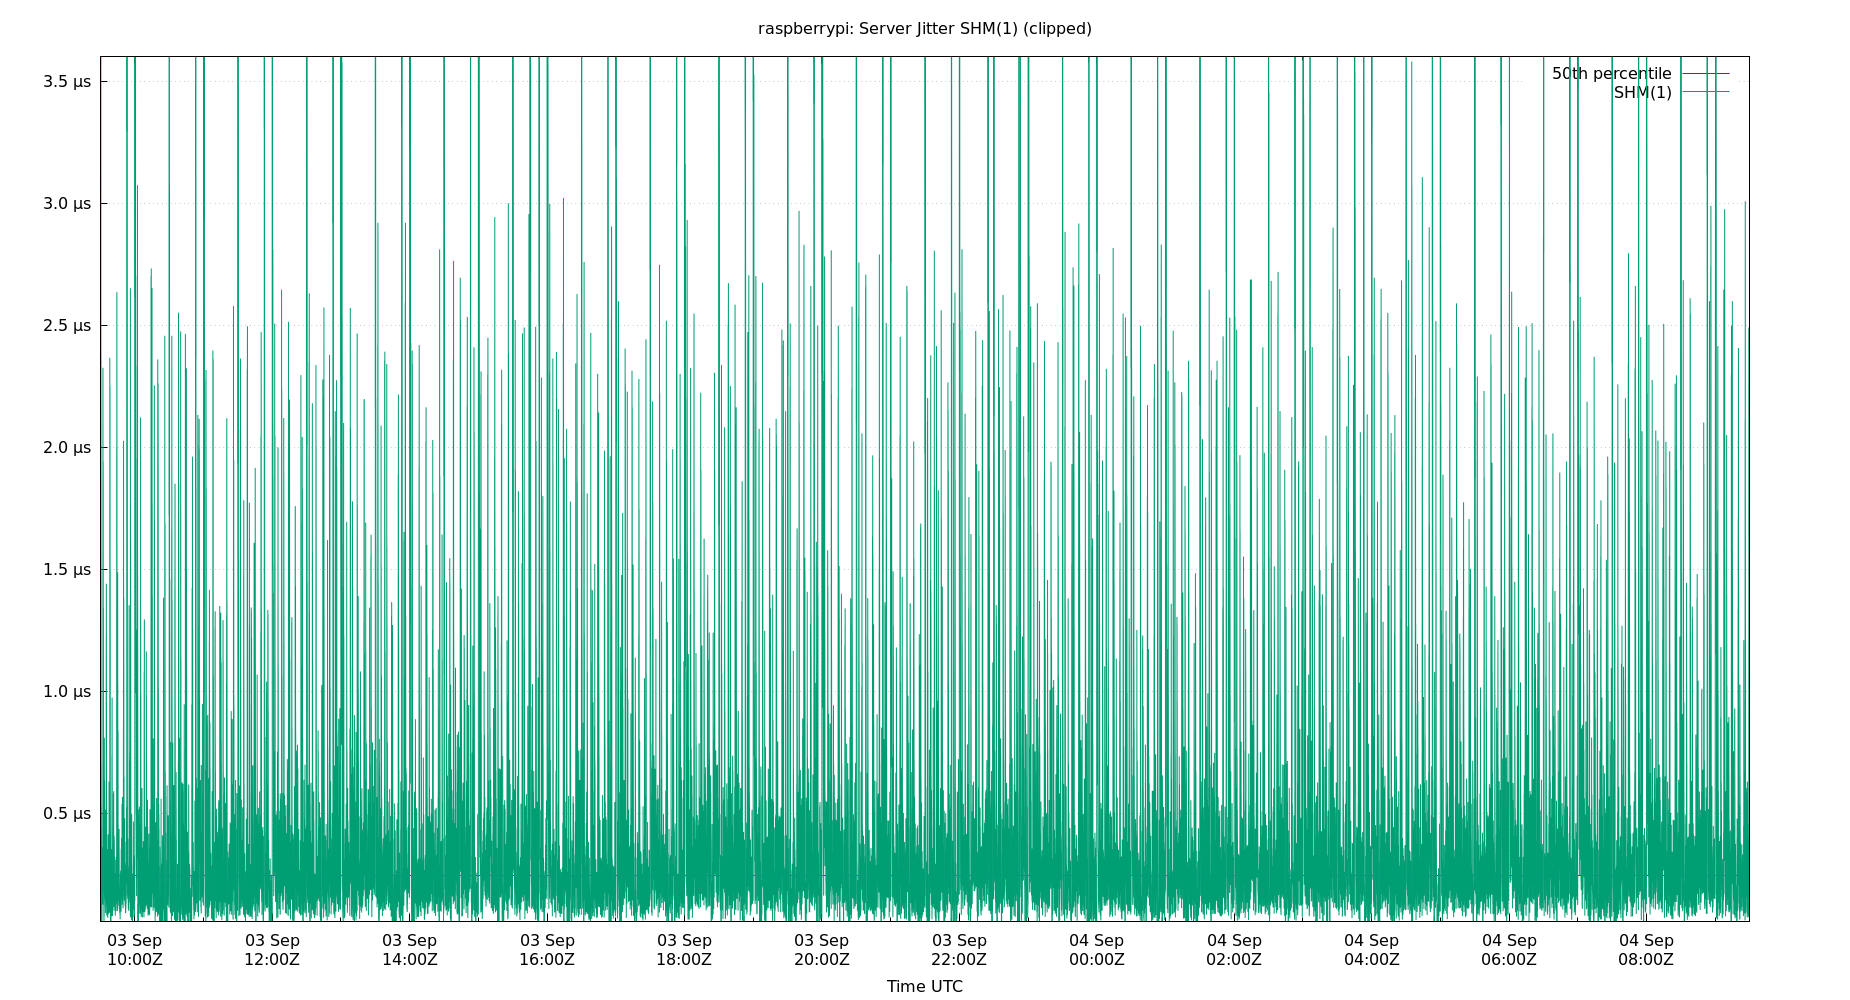 raspberrypi: Server Jitter SHM(1) (clipped)
50th percentile
SHM(1)
3.5 µs
3.0 µs
2.5 µs
2.0 µs
1.5 µs
1.0 µs
0.5 µs
03 Sep 03 Sep 03 Sep 03 Sep 03 Sep 03 Sep 03 Sep 04 Sep 04 Sep 04 Sep 04 Sep 04 Sep
10:00Z 12:00Z 14:00Z 16:00Z 18:00Z 20:00Z 22:00Z 00:00Z 02:00Z 04:00Z 06:00Z 08:00Z
Time UTC